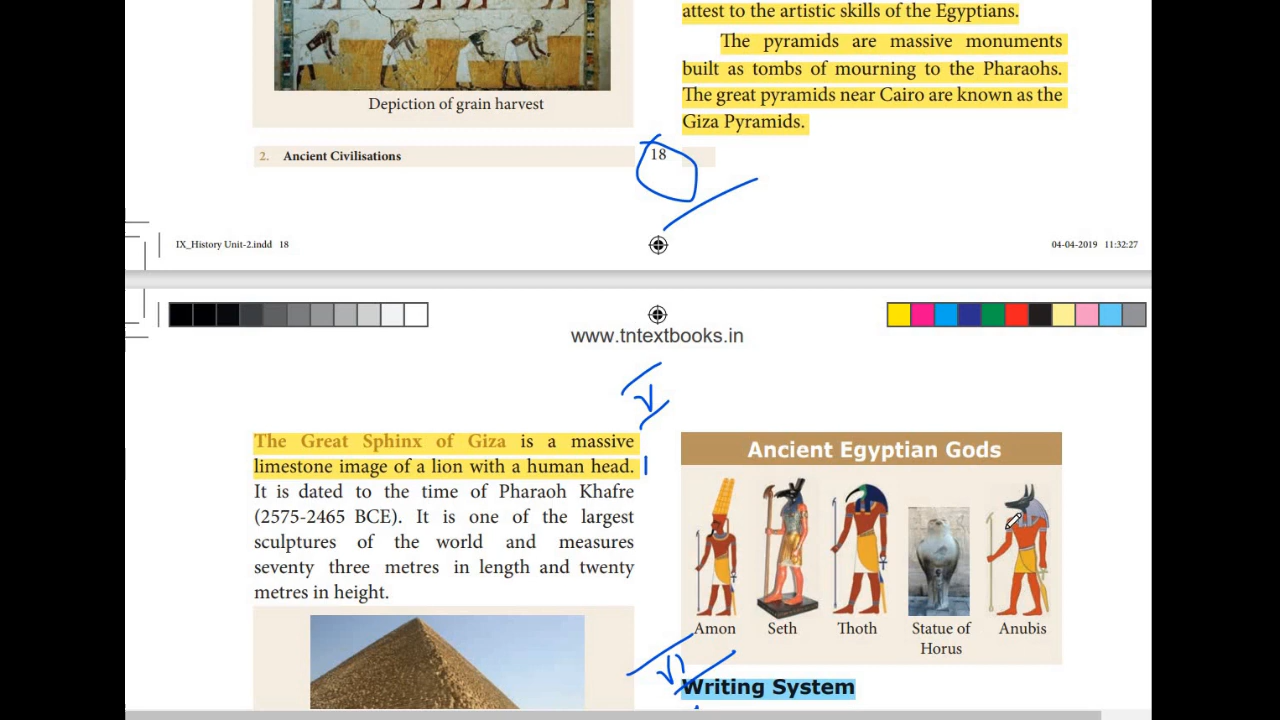 attest to the artistic skills of the Egyptians.
The pyramids are massive monuments
built as tombs of mourning to the Pharaohs.
The great pyramids near Cairo are known as the
Giza Pyramids.
Depiction of grain harvest
2. Ancient Civilisations
18
IX_History Unit-2.indd 18
04-04-2019 11:32:27
www.tntextbooks.in
The Great Sphinx of Giza is a massive
limestone image of a lion with a human head.
It is dated to the time of Pharaoh Khafre
(2575-2465 BCE). It is one of the largest
sculptures of the world and measures
seventy three metres in length and twenty
metres in height.
Ancient Egyptian Gods
Amon
Seth
Thoth
Statue of
Horus
Anubis
Writing System